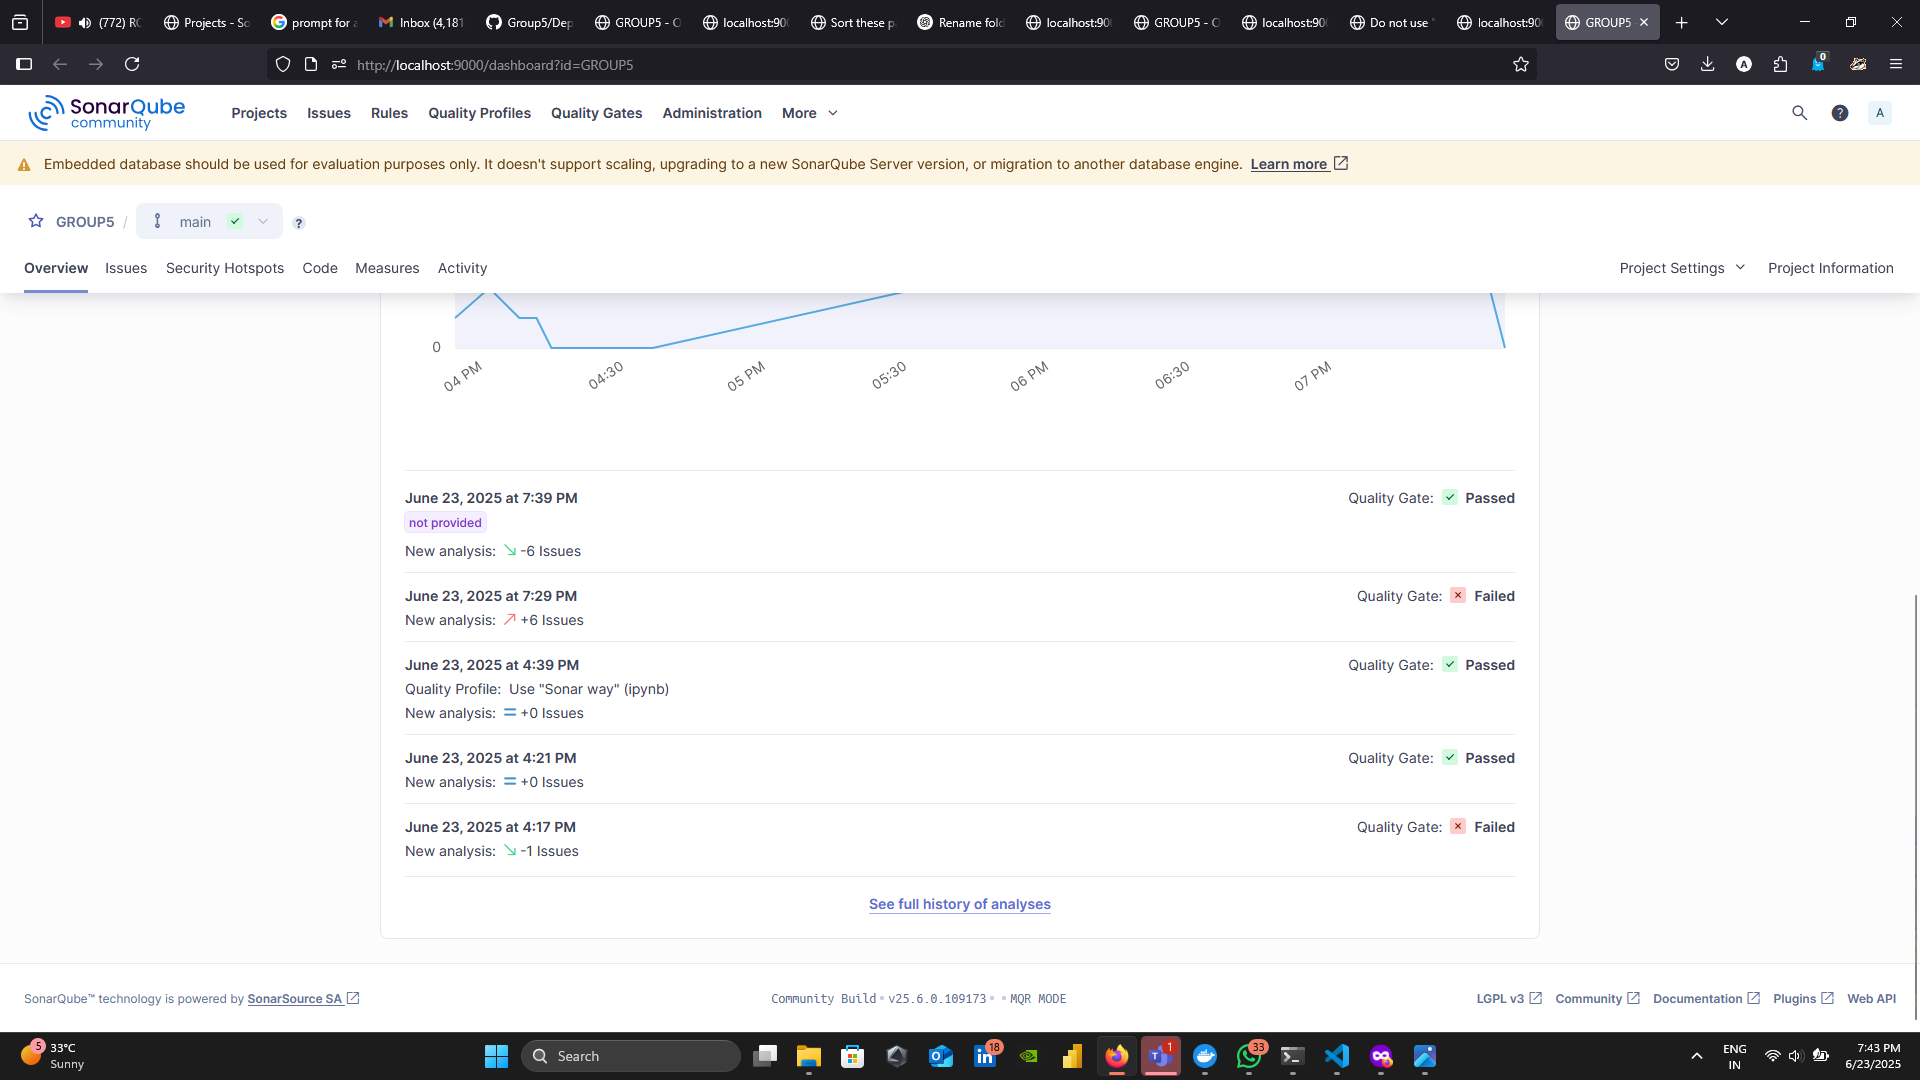 (772) RC
Projects - So
prompt for a
Inbox (4,181
Group5/Dep
GROUP5 - O
localhost:900
Sort these p
Rename fold
localhost:900
GROUP5 - O
localhost:900
Do not use "
localhost:900
GROUP5
http://localhost:9000/dashboard?id=GROUP5
A
0
SonarQube
community
Projects
Issues
Rules
Quality Profiles
Quality Gates
Administration
More
?
A
Embedded database should be used for evaluation purposes only. It doesn't support scaling, upgrading to a new SonarQube Server version, or migration to another database engine. Learn more
GROUP5 / main
?
Overview
Issues
Security Hotspots
Code
Measures
Activity
Project Settings
Project Information
0
04 PM
04:30
05 PM
05:30
06 PM
06:30
07 PM
June 23, 2025 at 7:39 PM
Quality Gate: Passed
not provided
New analysis: -6 Issues
June 23, 2025 at 7:29 PM
Quality Gate: Failed
New analysis: +6 Issues
June 23, 2025 at 4:39 PM
Quality Gate: Passed
Quality Profile: Use "Sonar way" (ipynb)
New analysis: +0 Issues
June 23, 2025 at 4:21 PM
Quality Gate: Passed
New analysis: +0 Issues
June 23, 2025 at 4:17 PM
Quality Gate: Failed
New analysis: -1 Issues
See full history of analyses
SonarQube™ technology is powered by SonarSource SA
Community Build • v25.6.0.109173 • • MQR MODE
LGPL v3
Community
Documentation
Plugins
Web API
5
33°C
Sunny
Search
18
1
33
ENG
IN
7:43 PM
6/23/2025